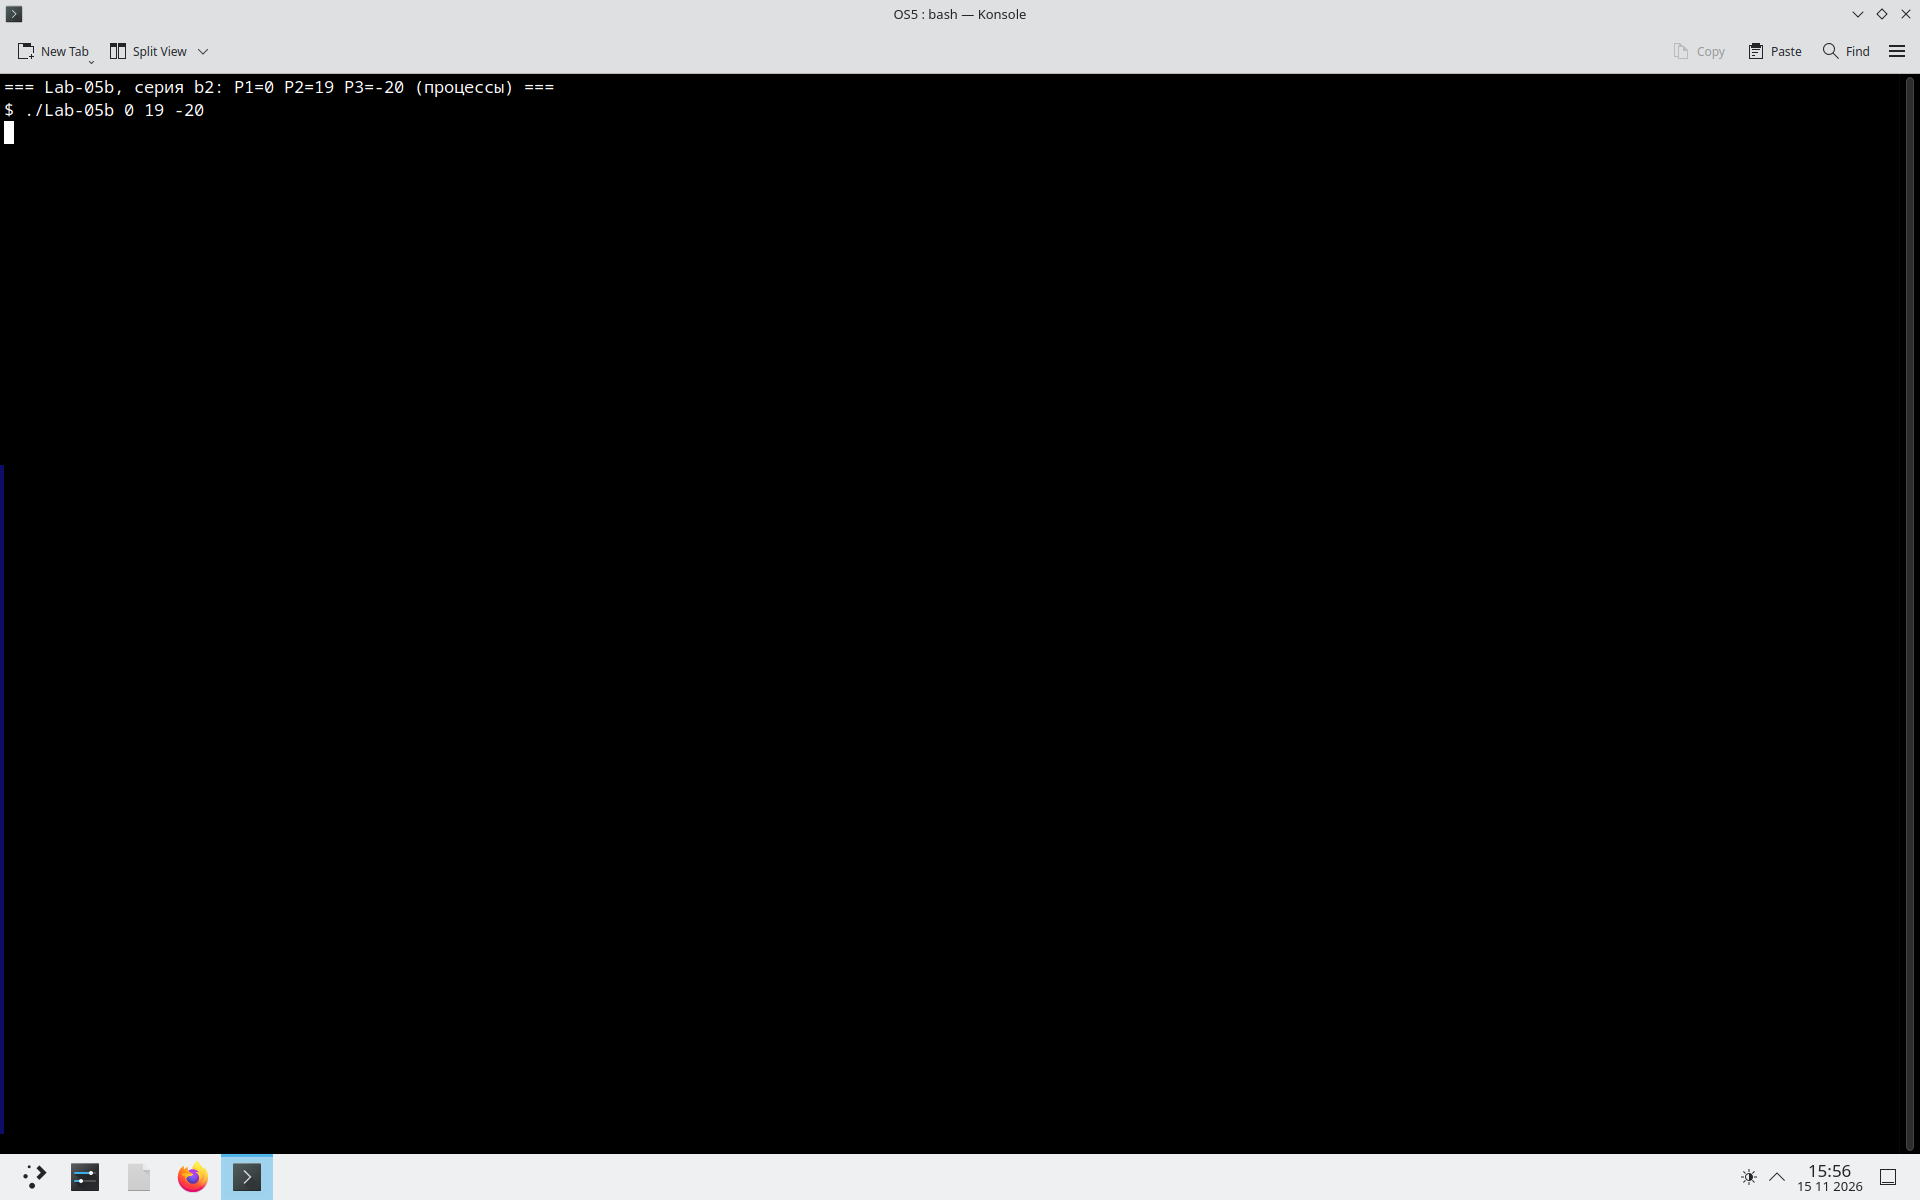 OS5 : bash — Konsole
New Tab
Split View
Copy
Paste
Find
=== Lab-05b, серия b2: P1=0 P2=19 P3=-20 (процессы) ===
$ ./Lab-05b 0 19 -20
15:56
15 11 2026